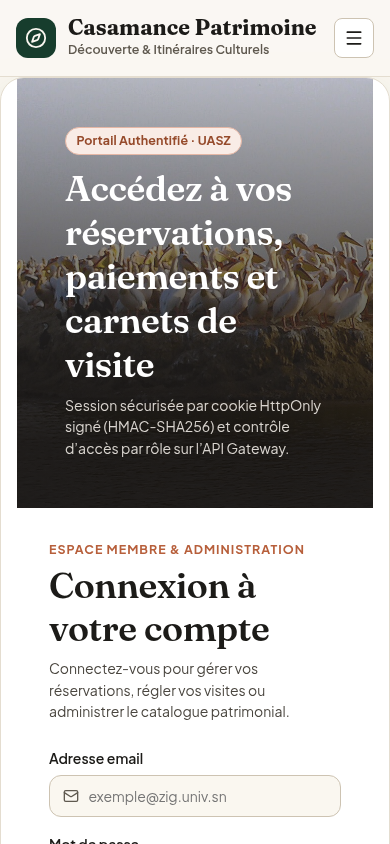 Casamance Patrimoine
Découverte & Itinéraires Culturels
Portail Authentifié · UASZ
Accédez à vos
réservations,
paiements et
carnets de
visite
Session sécurisée par cookie HttpOnly
signé (HMAC-SHA256) et contrôle
d’accès par rôle sur l’API Gateway.
ESPACE MEMBRE & ADMINISTRATION
Connexion à
votre compte
Connectez-vous pour gérer vos
réservations, régler vos visites ou
administrer le catalogue patrimonial.
Adresse email
exemple@zig.univ.sn
Mot de passe